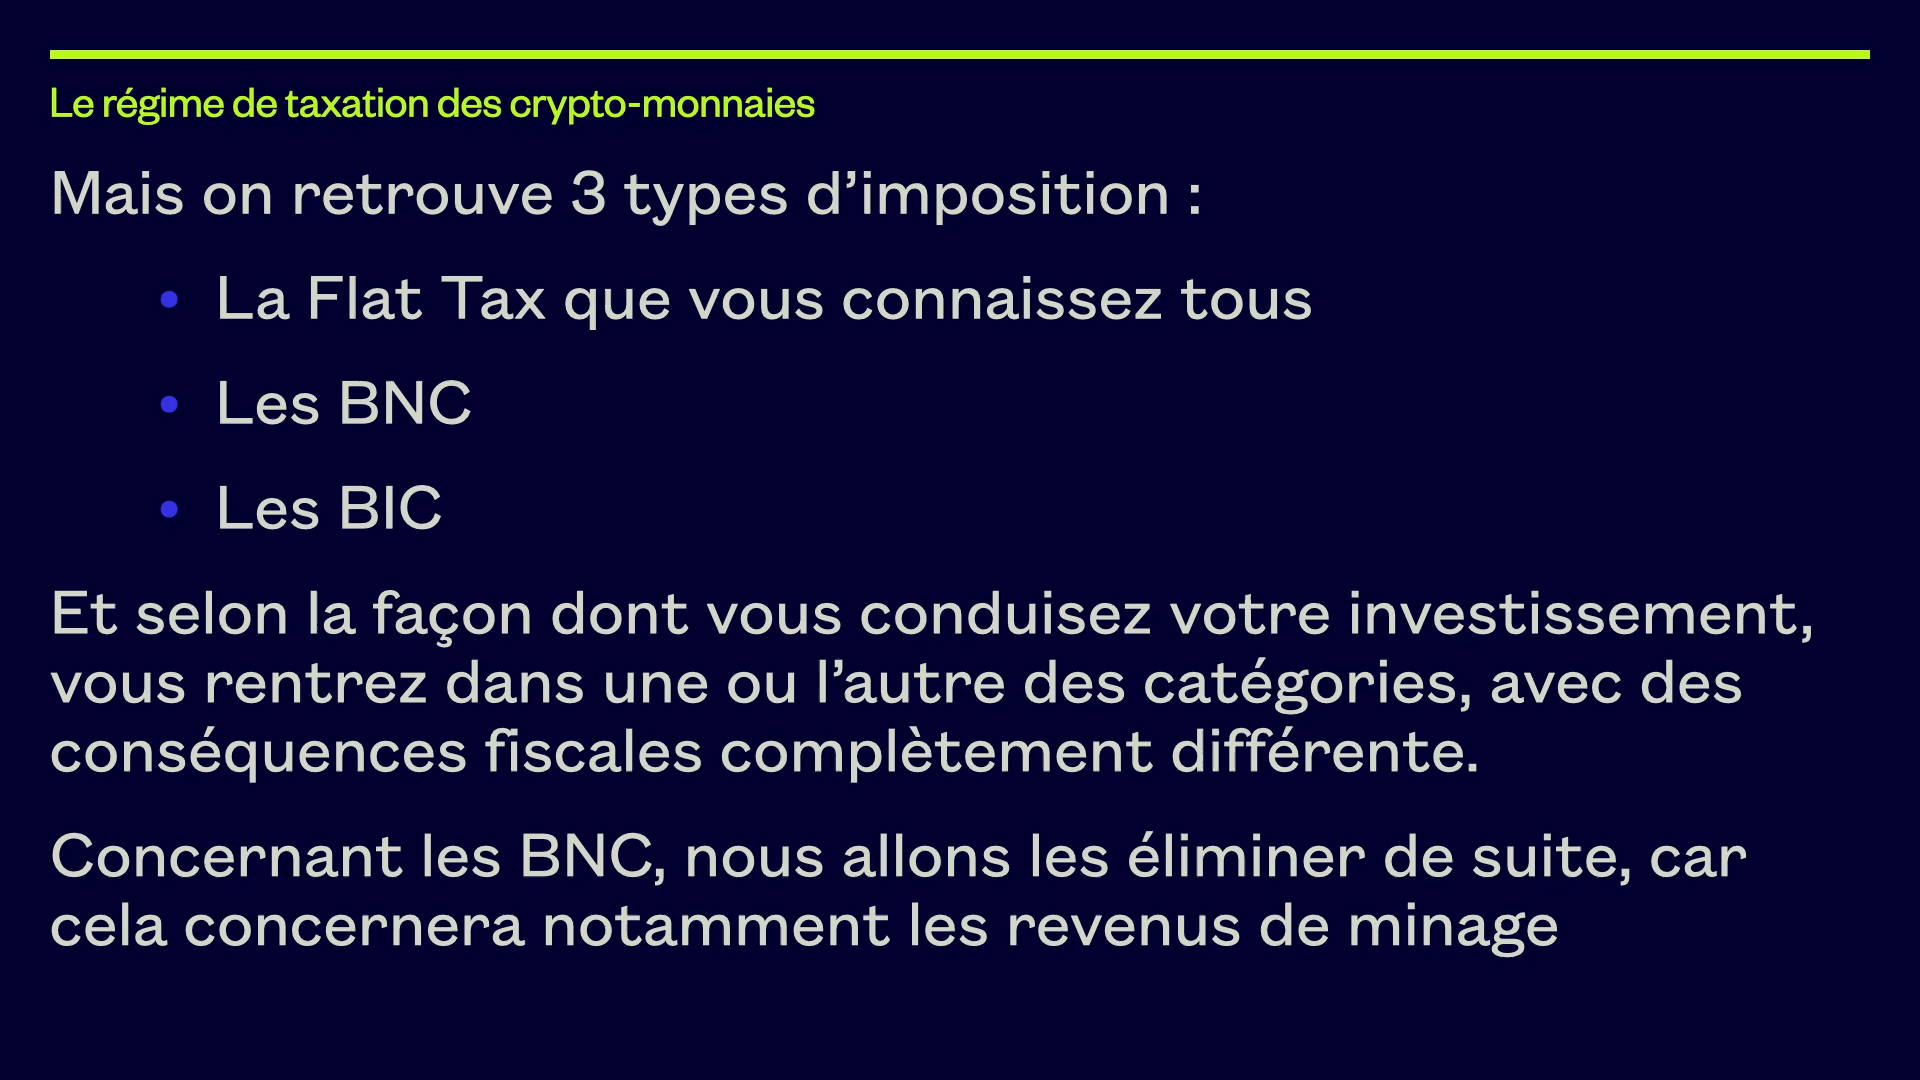 Le régime de taxation des crypto-monnaies
Mais on retrouve 3 types d’imposition :
• La Flat Tax que vous connaissez tous
• Les BNC
• Les BIC
Et selon la façon dont vous conduisez votre investissement,
vous rentrez dans une ou l’autre des catégories, avec des
conséquences fiscales complètement différente.
Concernant les BNC, nous allons les éliminer de suite, car
cela concernera notamment les revenus de minage